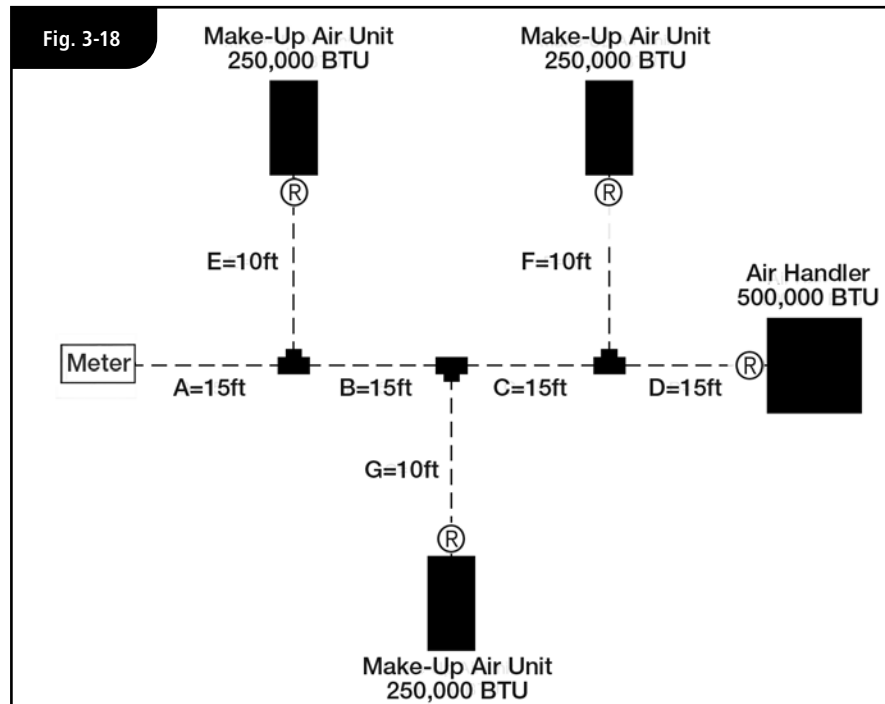 Fig. 3-18
Make-Up Air Unit
250,000 BTU
Make-Up Air Unit
250,000 BTU
R
R
E=10ft
F=10ft
Air Handler
500,000 BTU
Meter
R
A=15ft
B=15ft
C=15ft
D=15ft
G=10ft
R
Make-Up Air Unit
250,000 BTU